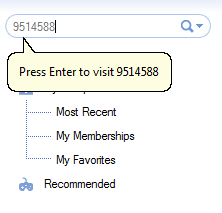 9514588
Press Enter to visit 9514588
Most Recent
My Memberships
My Favorites
Recommended